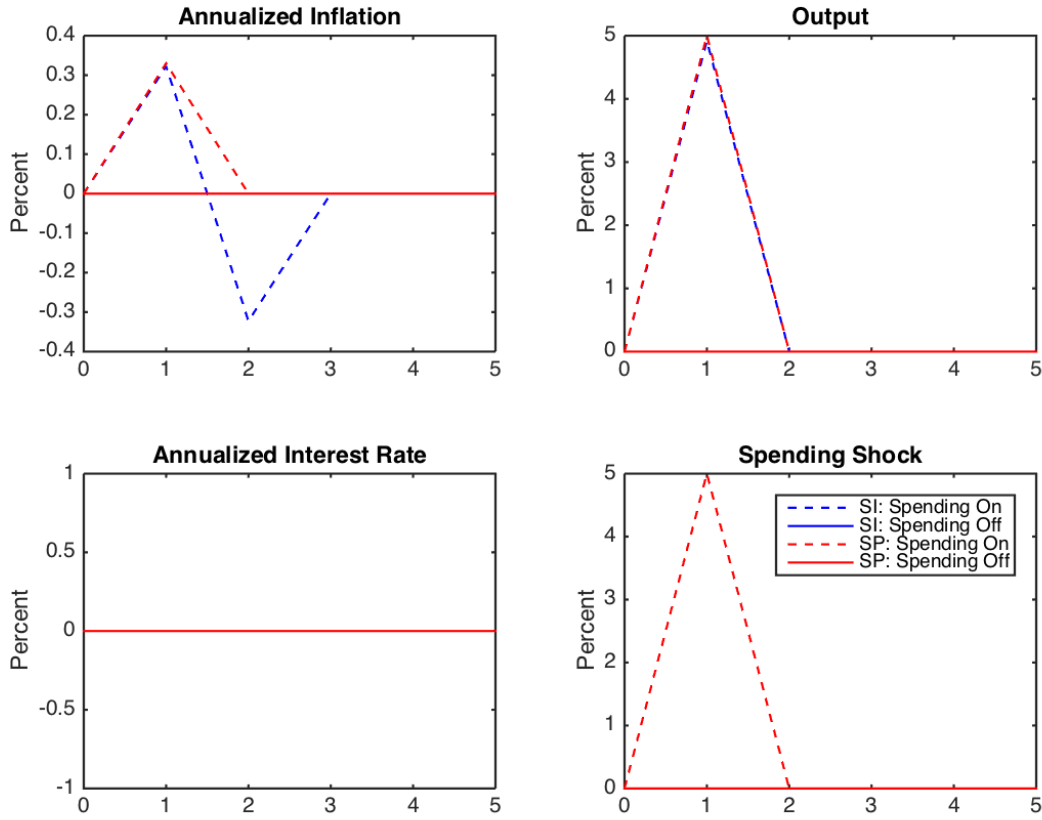 Annualized Inflation
Percent
0.4
0.3
0.2
0.1
0
-0.1
-0.2
-0.3
-0.4
0 1 2 3 4 5
Output
Percent
5
4
3
2
1
0
0 1 2 3 4 5
Annualized Interest Rate
Percent
1
0.5
0
-0.5
-1
0 1 2 3 4 5
Spending Shock
Percent
5
4
3
2
1
0
0 1 2 3 4 5
SI: Spending On
SI: Spending Off
SP: Spending On
SP: Spending Off